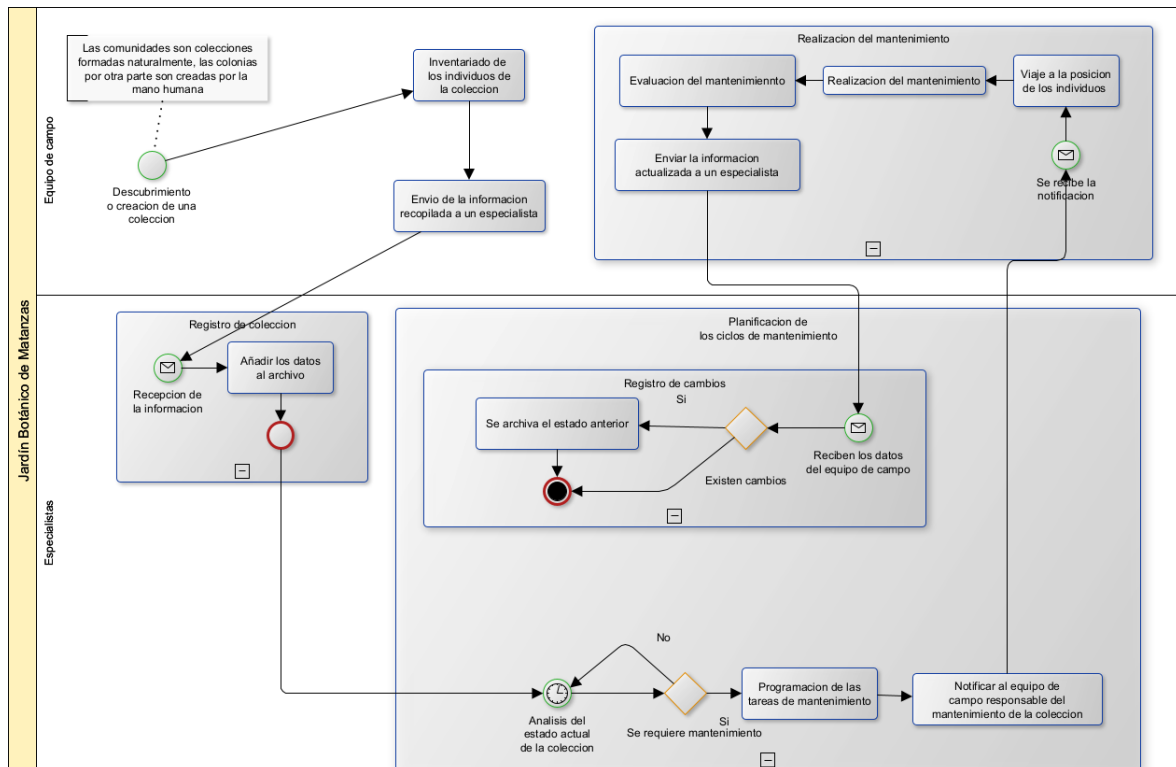 Jardín Botánico de Matanzas
Equipo de campo
Las comunidades son colecciones
formadas naturalmente, las colonias
por otra parte son creadas por la
mano humana
Descubrimiento
o creacion de una
coleccion
Inventariado de
los individuos de
la coleccion
Envio de la informacion
recopilada a un especialista
Realizacion del mantenimiento
Evaluacion del mantenimiennto
Realizacion del mantenimiento
Viaje a la posicion
de los individuos
Enviar la informacion
actualizada a un especialista
Se recibe la
notificacion
Especialistas
Registro de coleccion
Recepcion de
la informacion
Añadir los datos
al archivo
Planificacion de
los ciclos de mantenimiento
Registro de cambios
Si
Se archiva el estado anterior
Existen cambios
Reciben los datos
del equipo de campo
No
Analisis del
estado actual
de la coleccion
Si
Se requiere mantenimiento
Programacion de las
tareas de mantenimiento
Notificar al equipo de
campo responsable del
mantenimiento de la coleccion